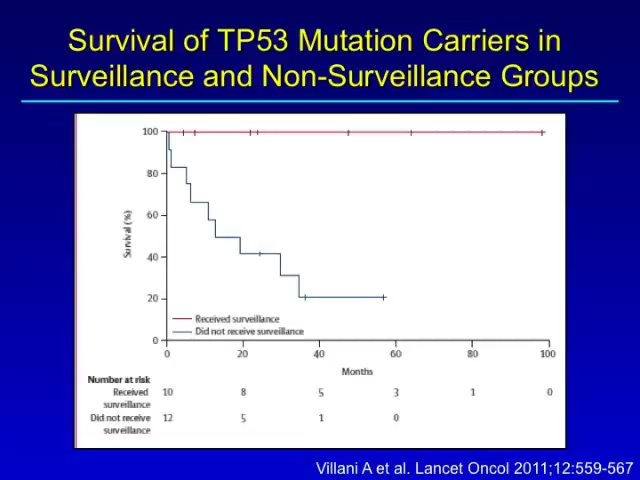 Survival of TP53 Mutation Carriers in
Surveillance and Non-Surveillance Groups
100
80
60
40
20
0
Survival (%)
Received surveillance
Did not receive surveillance
0 20 40 60 80 100
Months
Number at risk
Received 10 8 5 3 1 0
surveillance
Did not receive 12 5 1 0
surveillance
Villani A et al. Lancet Oncol 2011;12:559-567